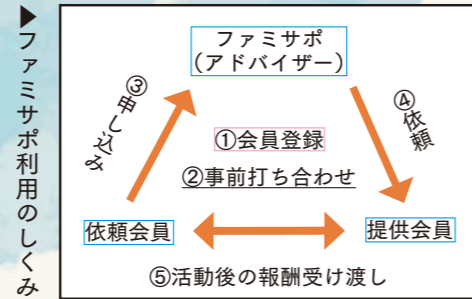 ▶ファミサポ利用のしくみ
ファミサポ
(アドバイザー)
③申し込み
④依頼
①会員登録
②事前打ち合わせ
依頼会員
提供会員
⑤活動後の報酬受け渡し